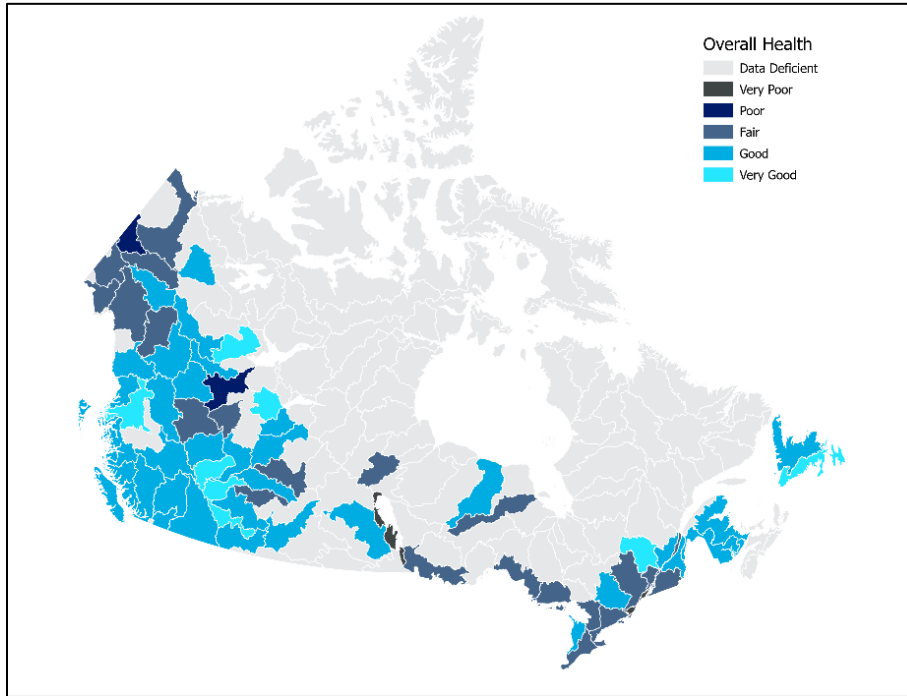 Overall Health
Data Deficient
Very Poor
Poor
Fair
Good
Very Good